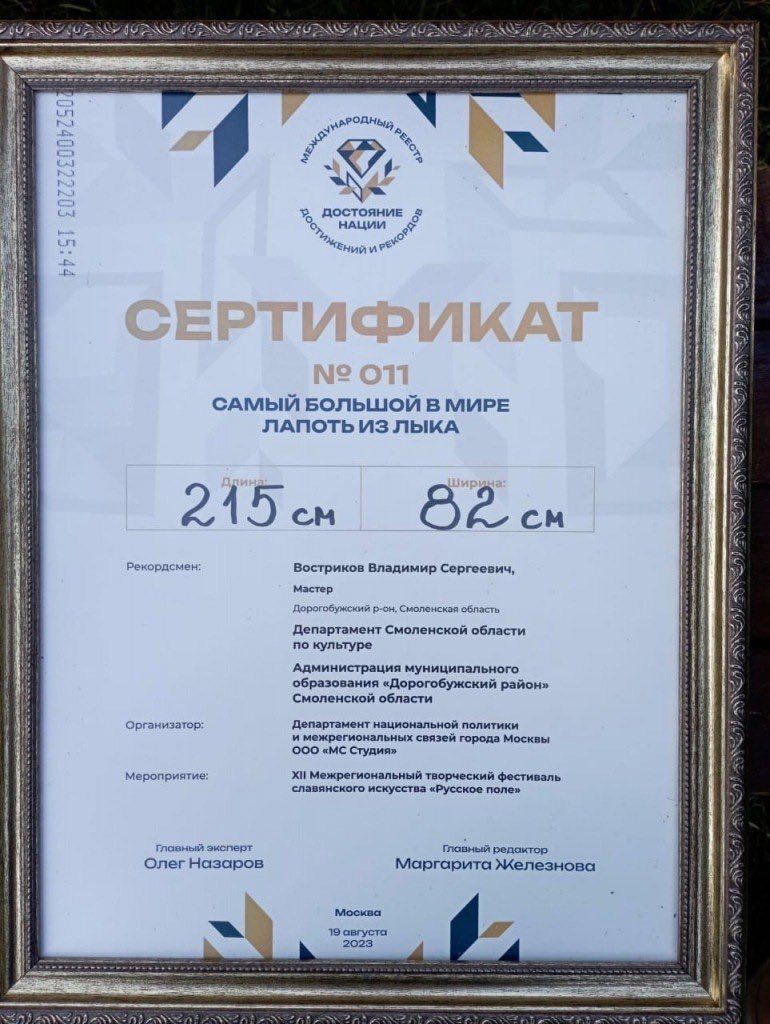 205240032220З 15:44
МЕЖДУНАРОДНЫЙ РЕЕСТР
ДОСТОЯНИЕ
НАЦИИ
ДОСТИЖЕНИЙ И РЕКОРДОВ
СЕРТИФИКАТ
№ 011
САМЫЙ БОЛЬШОЙ В МИРЕ
ЛАПОТЬ ИЗ ЛЫКА
Длина: Ширина:
215 см 82 см
Рекордсмен: Востриков Владимир Сергеевич,
Мастер
Дорогобужский р-он, Смоленская область
Департамент Смоленской области
по культуре
Администрация муниципального
образования «Дорогобужский район»
Смоленской области
Организатор: Департамент национальной политики
и межрегиональных связей города Москвы
ООО «МС Студия»
Мероприятие: XII Межрегиональный творческий фестиваль
славянского искусства «Русское поле»
Главный эксперт Главный редактор
Олег Назаров Маргарита Железнова
Москва
19 августа
2023